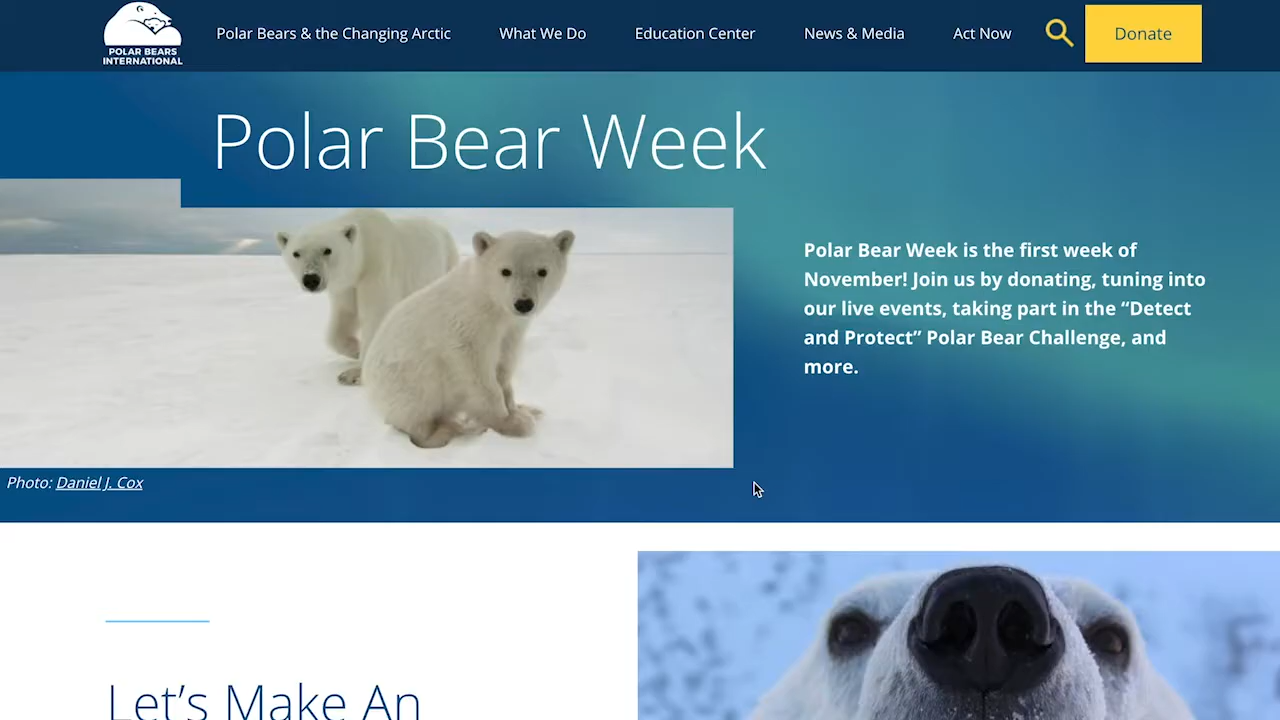 POLAR BEARS
INTERNATIONAL
Polar Bears & the Changing Arctic
What We Do
Education Center
News & Media
Act Now
Donate
Polar Bear Week
Polar Bear Week is the first week of
November! Join us by donating, tuning into
our live events, taking part in the “Detect
and Protect” Polar Bear Challenge, and
more.
Photo: Daniel J. Cox
Let’s Make An